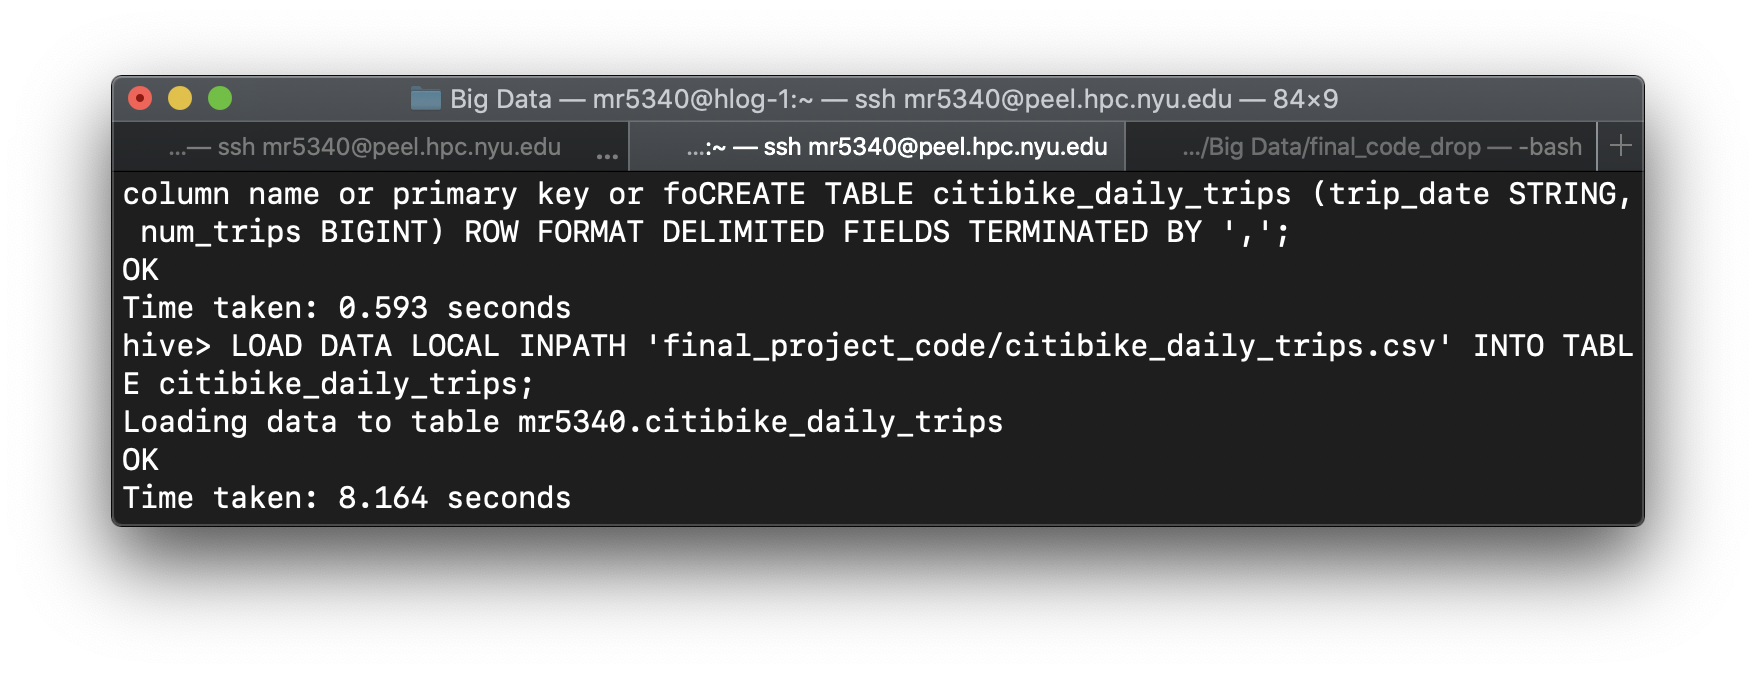 Big Data — mr5340@hlog-1:~ — ssh mr5340@peel.hpc.nyu.edu — 84×9
...— ssh mr5340@peel.hpc.nyu.edu ...
...:~ — ssh mr5340@peel.hpc.nyu.edu
.../Big Data/final_code_drop — -bash +
column name or primary key or foCREATE TABLE citibike_daily_trips (trip_date STRING,
 num_trips BIGINT) ROW FORMAT DELIMITED FIELDS TERMINATED BY ',';
OK
Time taken: 0.593 seconds
hive> LOAD DATA LOCAL INPATH 'final_project_code/citibike_daily_trips.csv' INTO TABL
E citibike_daily_trips;
Loading data to table mr5340.citibike_daily_trips
OK
Time taken: 8.164 seconds